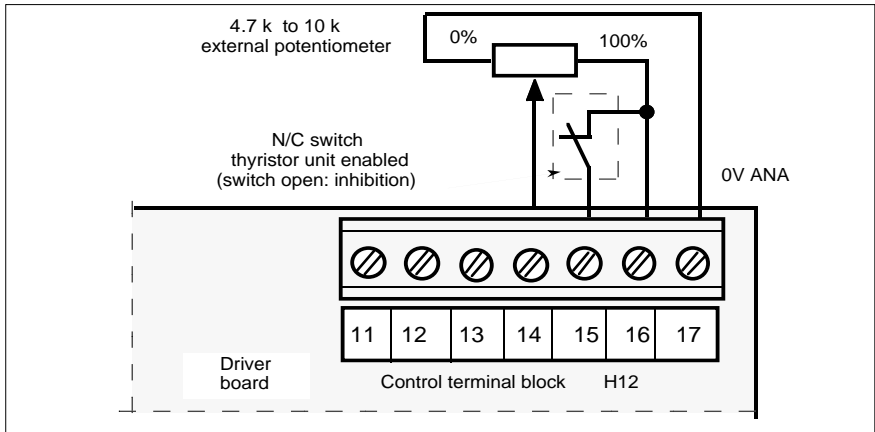 4.7 k to 10 k
external potentiometer
0%
100%
N/C switch
thyristor unit enabled
(switch open: inhibition)
0V ANA
11 12 13 14 15 16 17
Driver
board
Control terminal block H12